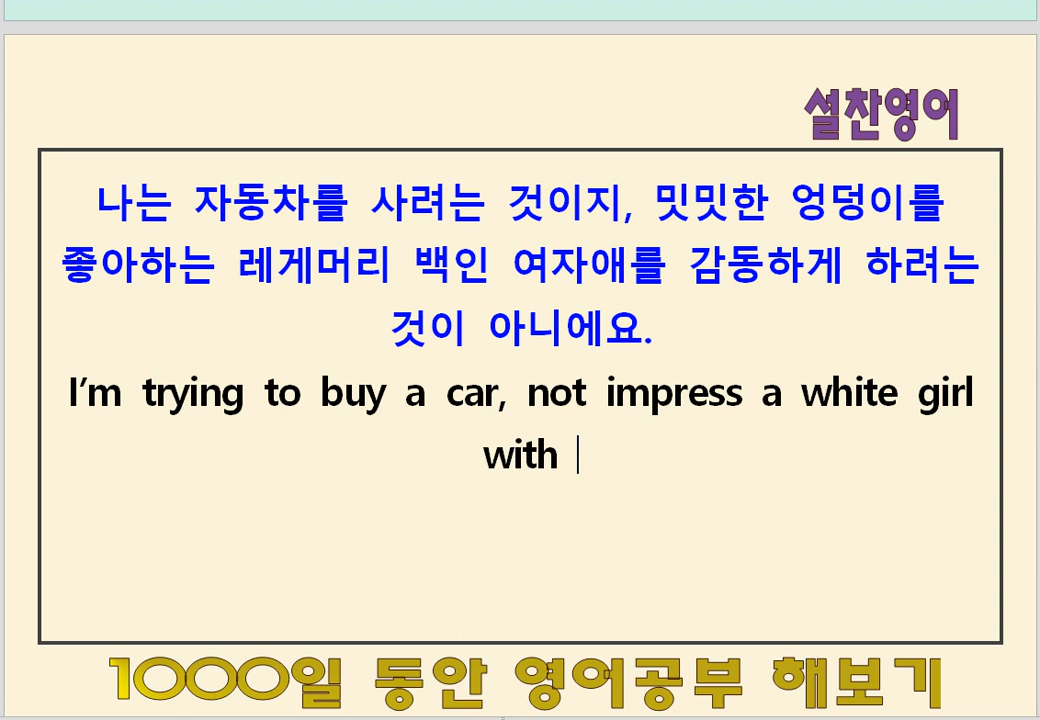 설찬영어
나는 자동차를 사려는 것이지, 밋밋한 엉덩이를
좋아하는 레게머리 백인 여자애를 감동하게 하려는
것이 아니에요.
I'm trying to buy a car, not impress a white girl
with
1000일 동안 영어공부 해보기